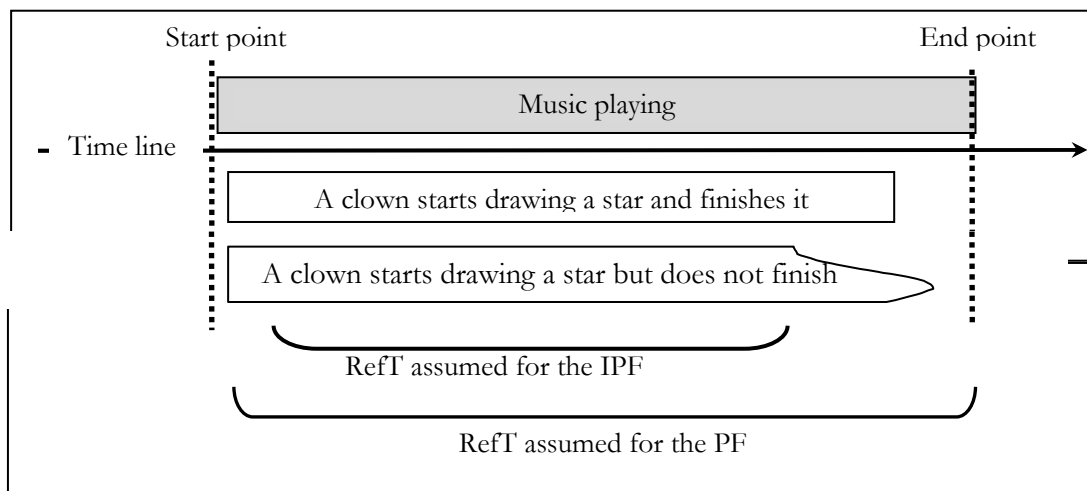 Start point
End point
Music playing
Time line
A clown starts drawing a star and finishes it
A clown starts drawing a star but does not finish
RefT assumed for the IPF
RefT assumed for the PF